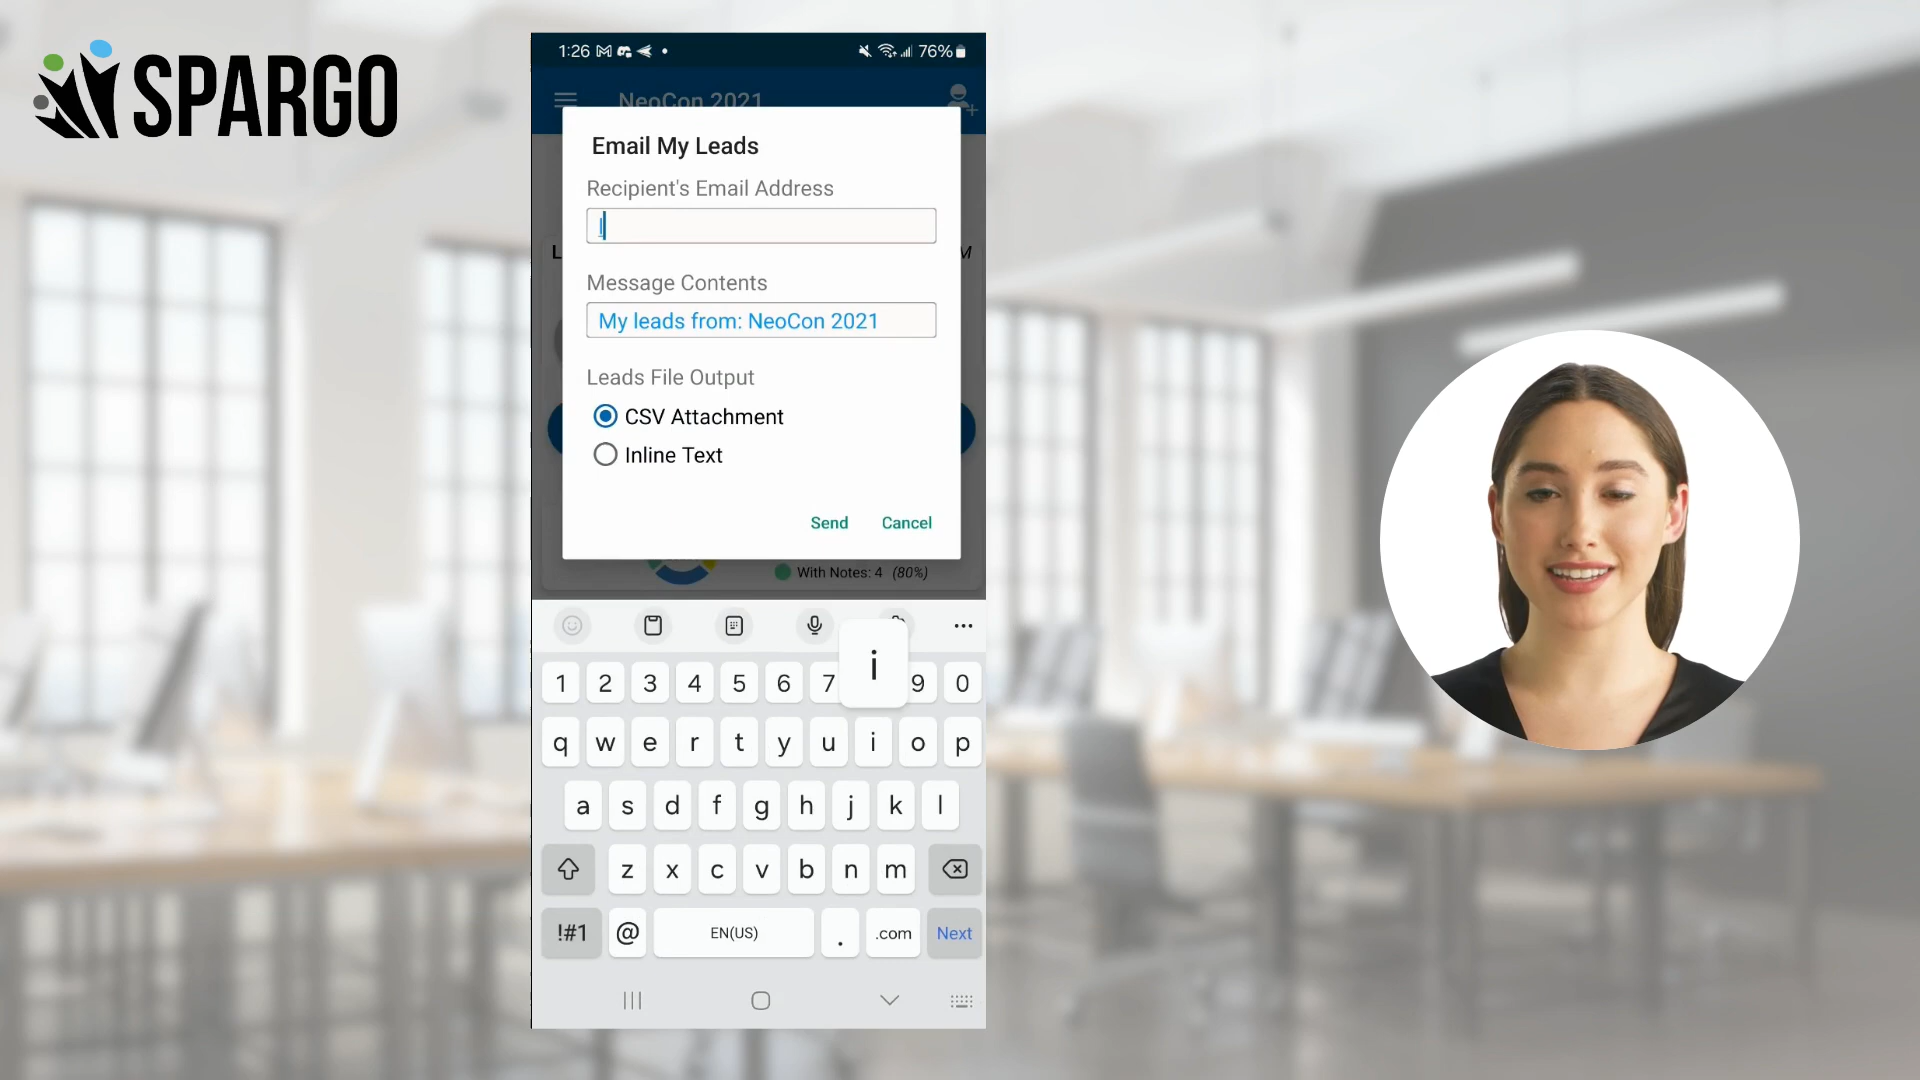 SPARGO
1:26 76%
NeoCon 2021
Email My Leads
Recipient's Email Address
Message Contents
My leads from: NeoCon 2021
Leads File Output
CSV Attachment
Inline Text
Send Cancel
With Notes: 4 (80%)
i
1 2 3 4 5 6 7 9 0
q w e r t y u i o p
a s d f g h j k l
z x c v b n m
!#1 @ EN(US) . .com Next